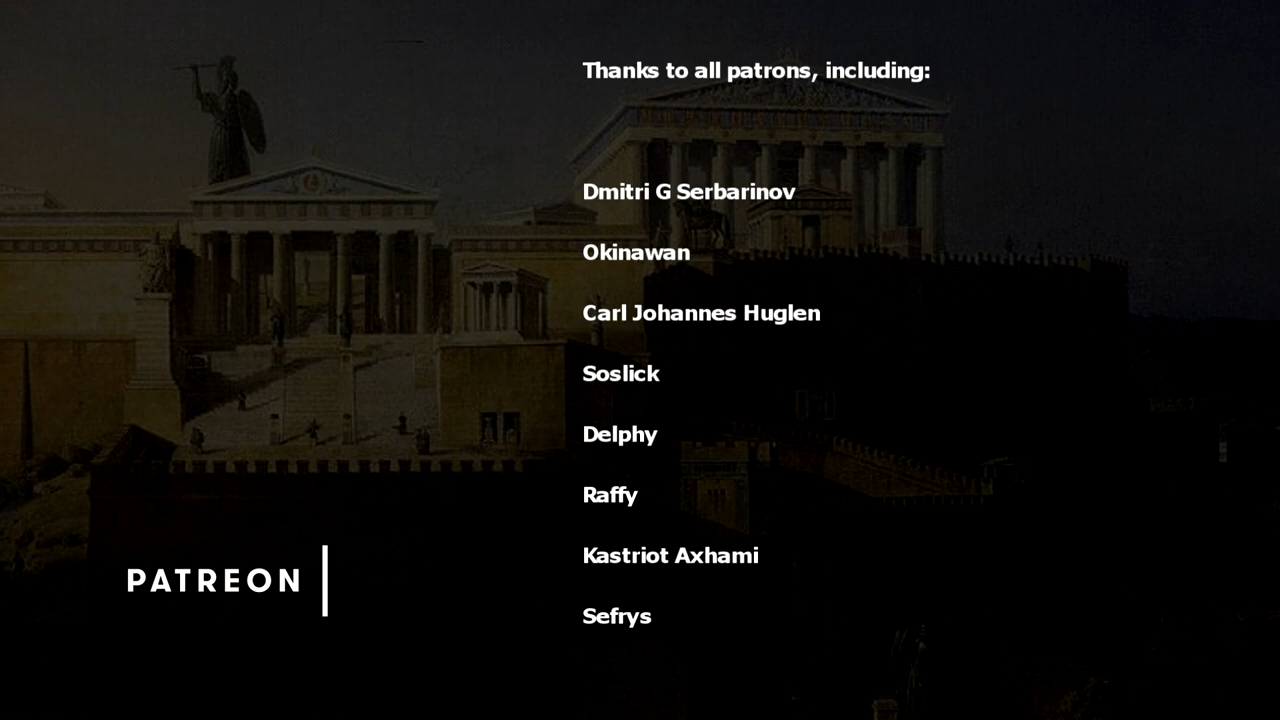 Thanks to all patrons, including:
Dmitri G Serbarinov
Okinawan
Carl Johannes Huglen
Soslick
Delphy
Raffy
Kastriot Axhami
Sefrys
PATREON